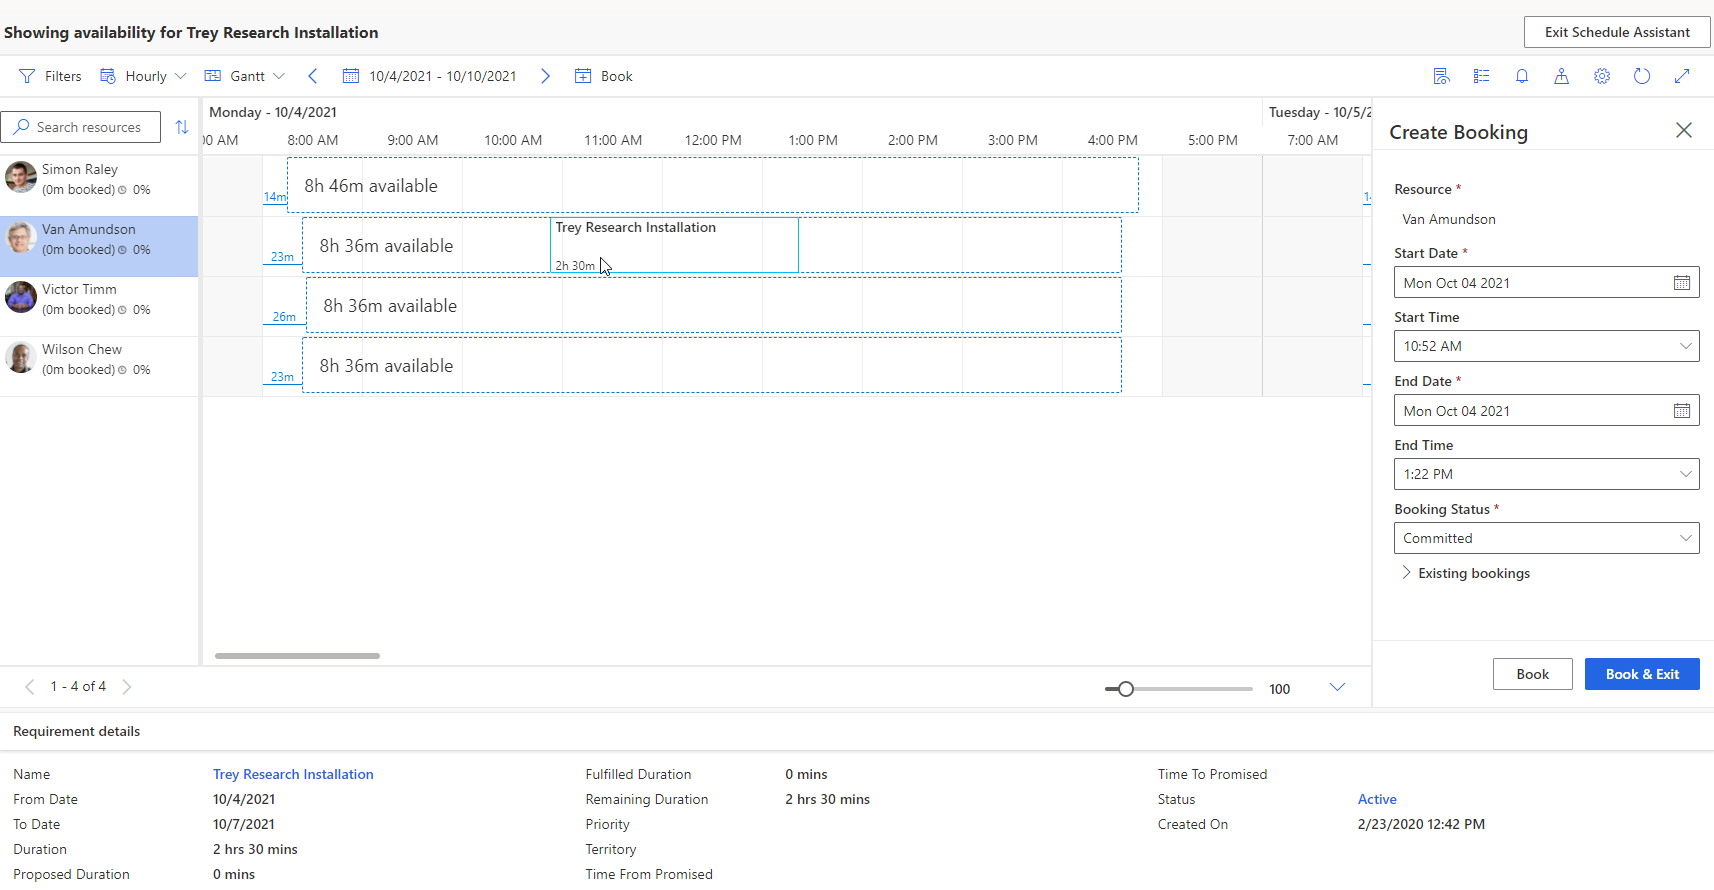 Showing availability for Trey Research Installation
Exit Schedule Assistant
Filters
Hourly
Gantt
10/4/2021 - 10/10/2021
Book
Search resources
Monday - 10/4/2021
Tuesday - 10/5/2
00 AM
8:00 AM
9:00 AM
10:00 AM
11:00 AM
12:00 PM
1:00 PM
2:00 PM
3:00 PM
4:00 PM
5:00 PM
7:00 AM
Simon Raley
(0m booked) 0%
14m
8h 46m available
Van Amundson
(0m booked) 0%
23m
8h 36m available
Trey Research Installation
2h 30m
Victor Timm
(0m booked) 0%
26m
8h 36m available
Wilson Chew
(0m booked) 0%
23m
8h 36m available
1 - 4 of 4
100
Create Booking
Resource *
Van Amundson
Start Date *
Mon Oct 04 2021
Start Time
10:52 AM
End Date *
Mon Oct 04 2021
End Time
1:22 PM
Booking Status *
Committed
Existing bookings
Book
Book & Exit
Requirement details
Name Trey Research Installation
From Date 10/4/2021
To Date 10/7/2021
Duration 2 hrs 30 mins
Proposed Duration 0 mins
Fulfilled Duration 0 mins
Remaining Duration 2 hrs 30 mins
Priority
Territory
Time From Promised
Time To Promised
Status Active
Created On 2/23/2020 12:42 PM